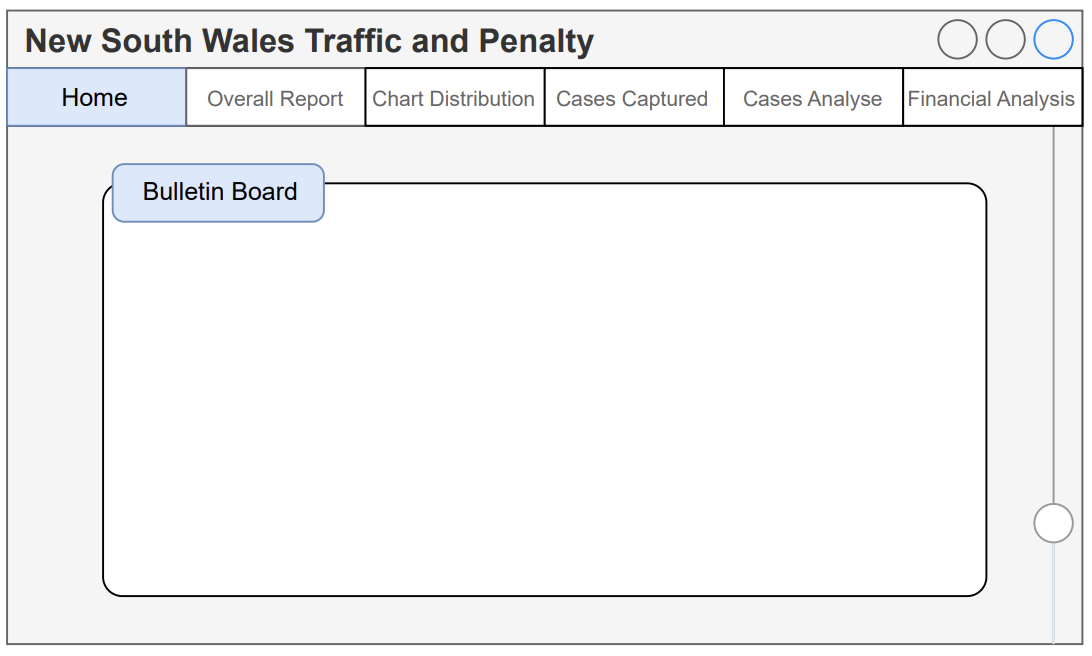 New South Wales Traffic and Penalty
Home
Overall Report
Chart Distribution
Cases Captured
Cases Analyse
Financial Analysis
Bulletin Board